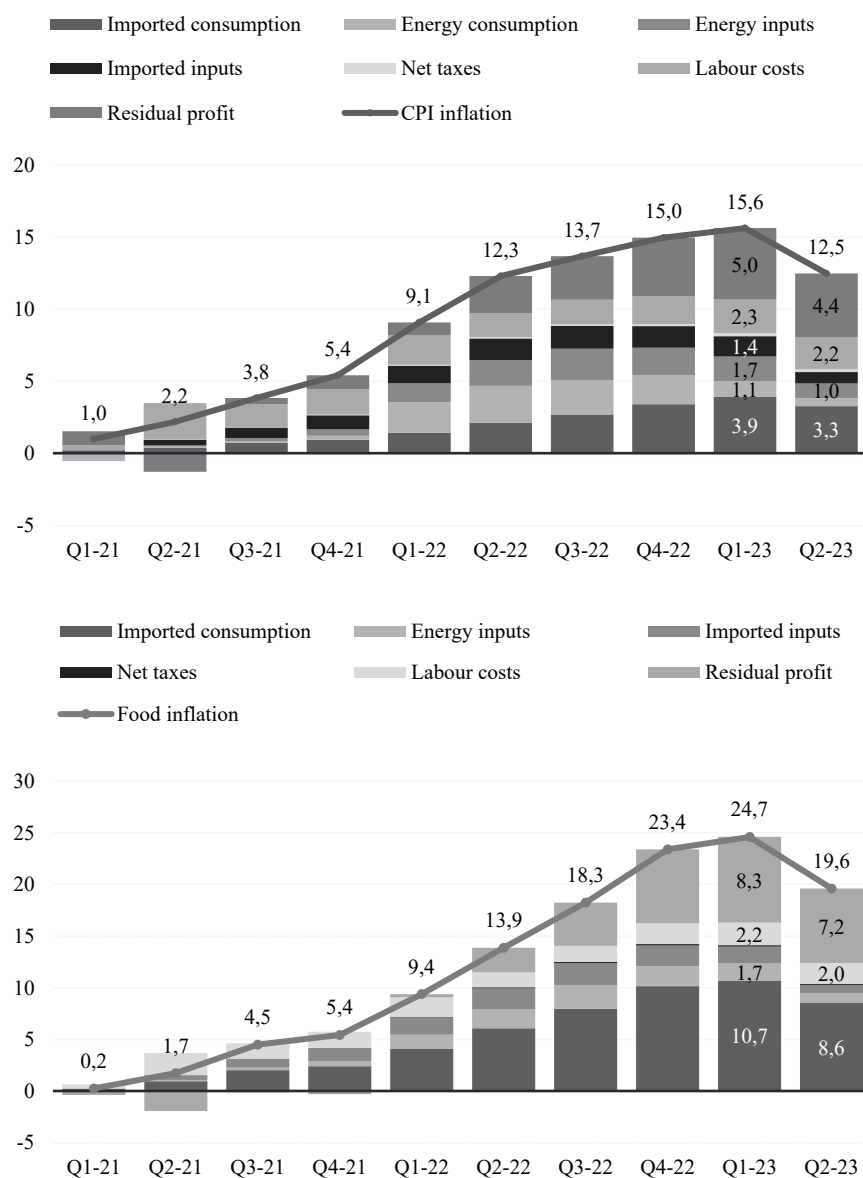 Imported consumption Energy consumption Energy inputs
Imported inputs Net taxes Labour costs
Residual profit CPI inflation
20
15
10
5
0
-5
1,0 2,2 3,8 5,4 9,1 12,3 13,7 15,0 15,6 12,5
5,0 4,4
2,3 2,2
1,4
1,7 1,0
1,1
3,9 3,3
Q1-21 Q2-21 Q3-21 Q4-21 Q1-22 Q2-22 Q3-22 Q4-22 Q1-23 Q2-23
Imported consumption Energy inputs Imported inputs
Net taxes Labour costs Residual profit
Food inflation
30
25
20
15
10
5
0
-5
0,2 1,7 4,5 5,4 9,4 13,9 18,3 23,4 24,7 19,6
8,3 7,2
2,2 2,0
1,7
10,7 8,6
Q1-21 Q2-21 Q3-21 Q4-21 Q1-22 Q2-22 Q3-22 Q4-22 Q1-23 Q2-23